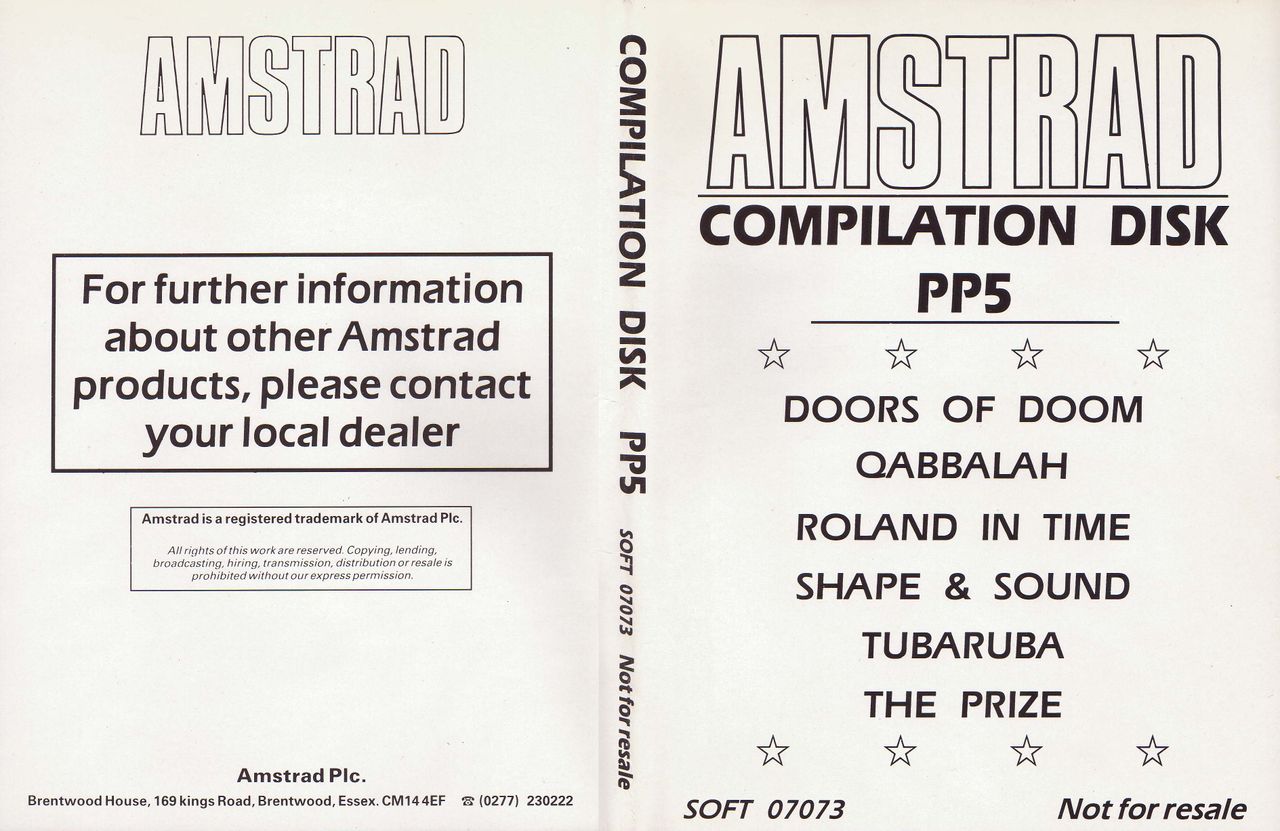 AMSTRAD
For further information
about other Amstrad
products, please contact
your local dealer
Amstrad is a registered trademark of Amstrad Plc.
All rights of this work are reserved. Copying, lending,
broadcasting, hiring, transmission, distribution or resale is
prohibited without our express permission.
Amstrad Plc.
Brentwood House, 169 kings Road, Brentwood, Essex. CM14 4EF ☎ (0277) 230222
COMPILATION DISK PP5 SOFT 07073 Not for resale
AMSTRAD
COMPILATION DISK
PP5
DOORS OF DOOM
QABBALAH
ROLAND IN TIME
SHAPE & SOUND
TUBARUBA
THE PRIZE
SOFT 07073 Not for resale